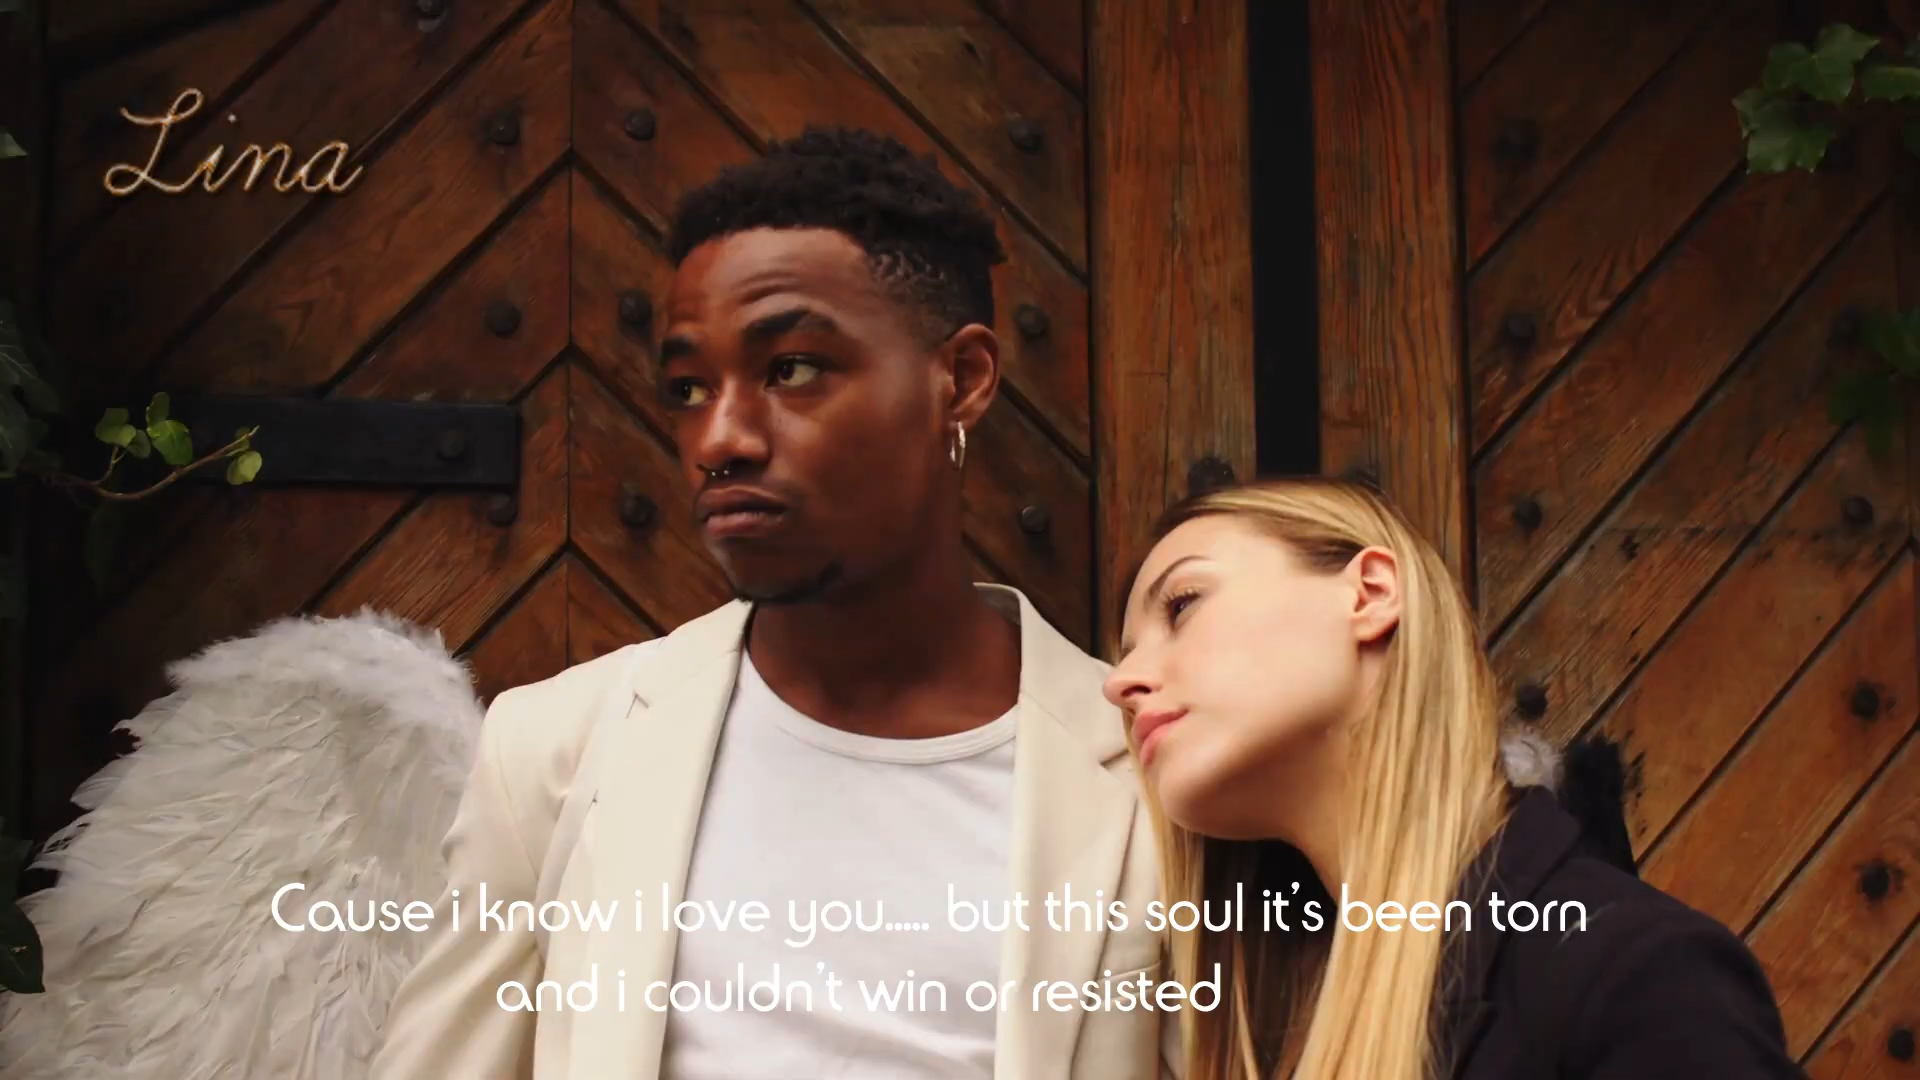 Lina
Cause i know i love you..... but this soul it's been torn
and i couldn't win or resisted